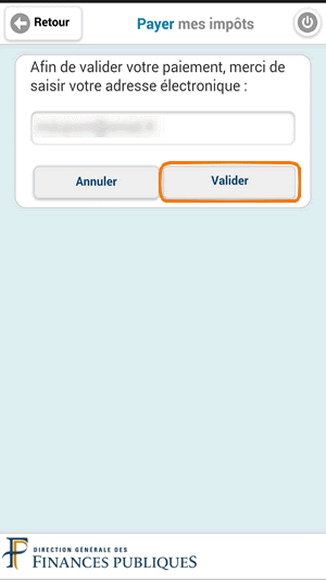 Retour
Payer mes impôts
Afin de valider votre paiement, merci de
saisir votre adresse électronique :
Annuler
Valider
DIRECTION GÉNÉRALE DES
FINANCES PUBLIQUES